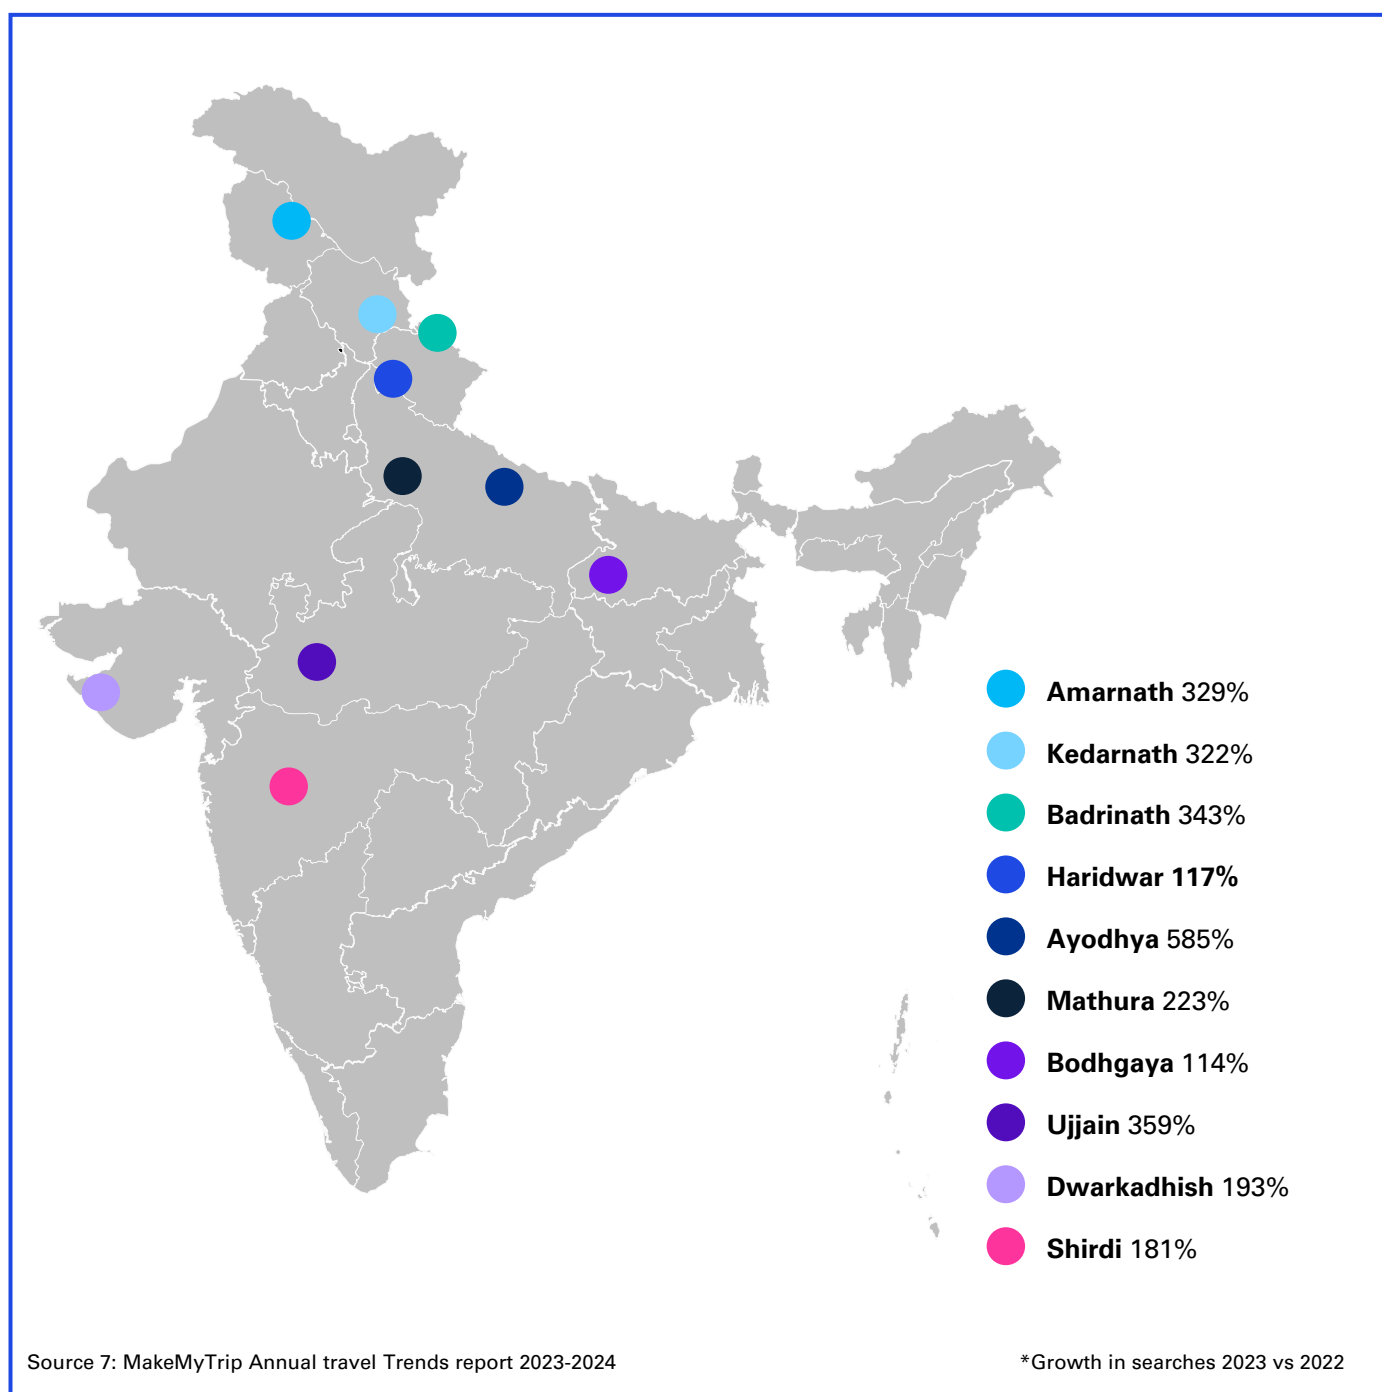 Amarnath 329%
Kedarnath 322%
Badrinath 343%
Haridwar 117%
Ayodhya 585%
Mathura 223%
Bodhgaya 114%
Ujjain 359%
Dwarkadhish 193%
Shirdi 181%
Source 7: MakeMyTrip Annual travel Trends report 2023-2024
*Growth in searches 2023 vs 2022